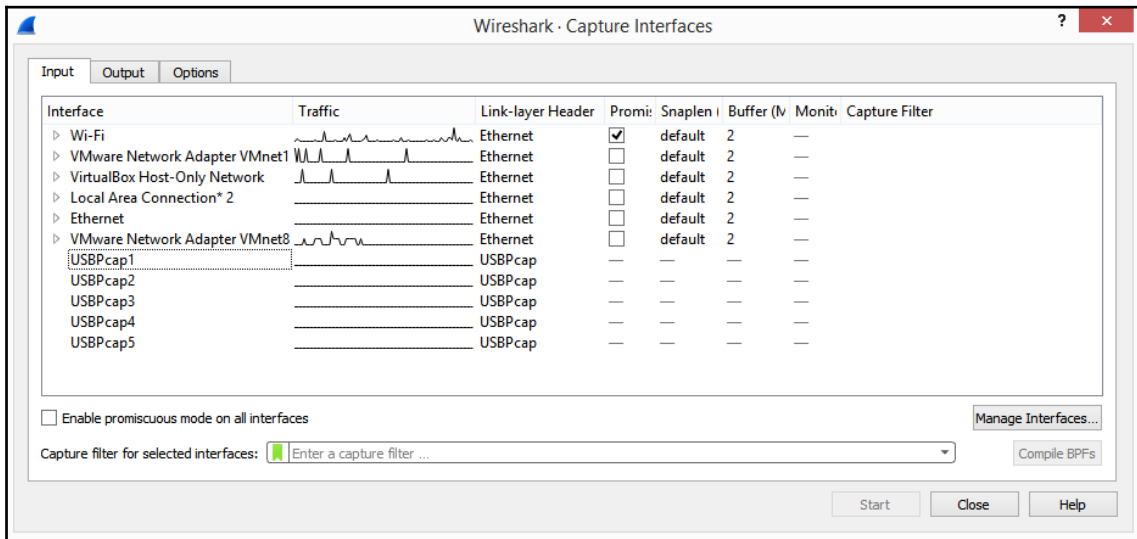 Wireshark · Capture Interfaces ? ×
Input Output Options
Interface Traffic Link-layer Header Promis Snaplen ( Buffer (M Monito Capture Filter
Wi-Fi Ethernet default 2 —
VMware Network Adapter VMnet1 Ethernet default 2 —
VirtualBox Host-Only Network Ethernet default 2 —
Local Area Connection* 2 Ethernet default 2 —
Ethernet Ethernet default 2 —
VMware Network Adapter VMnet8 Ethernet default 2 —
USBPcap1 USBPcap — — — —
USBPcap2 USBPcap — — — —
USBPcap3 USBPcap — — — —
USBPcap4 USBPcap — — — —
USBPcap5 USBPcap — — — —
Enable promiscuous mode on all interfaces Manage Interfaces...
Capture filter for selected interfaces: Enter a capture filter ... Compile BPFs
Start Close Help